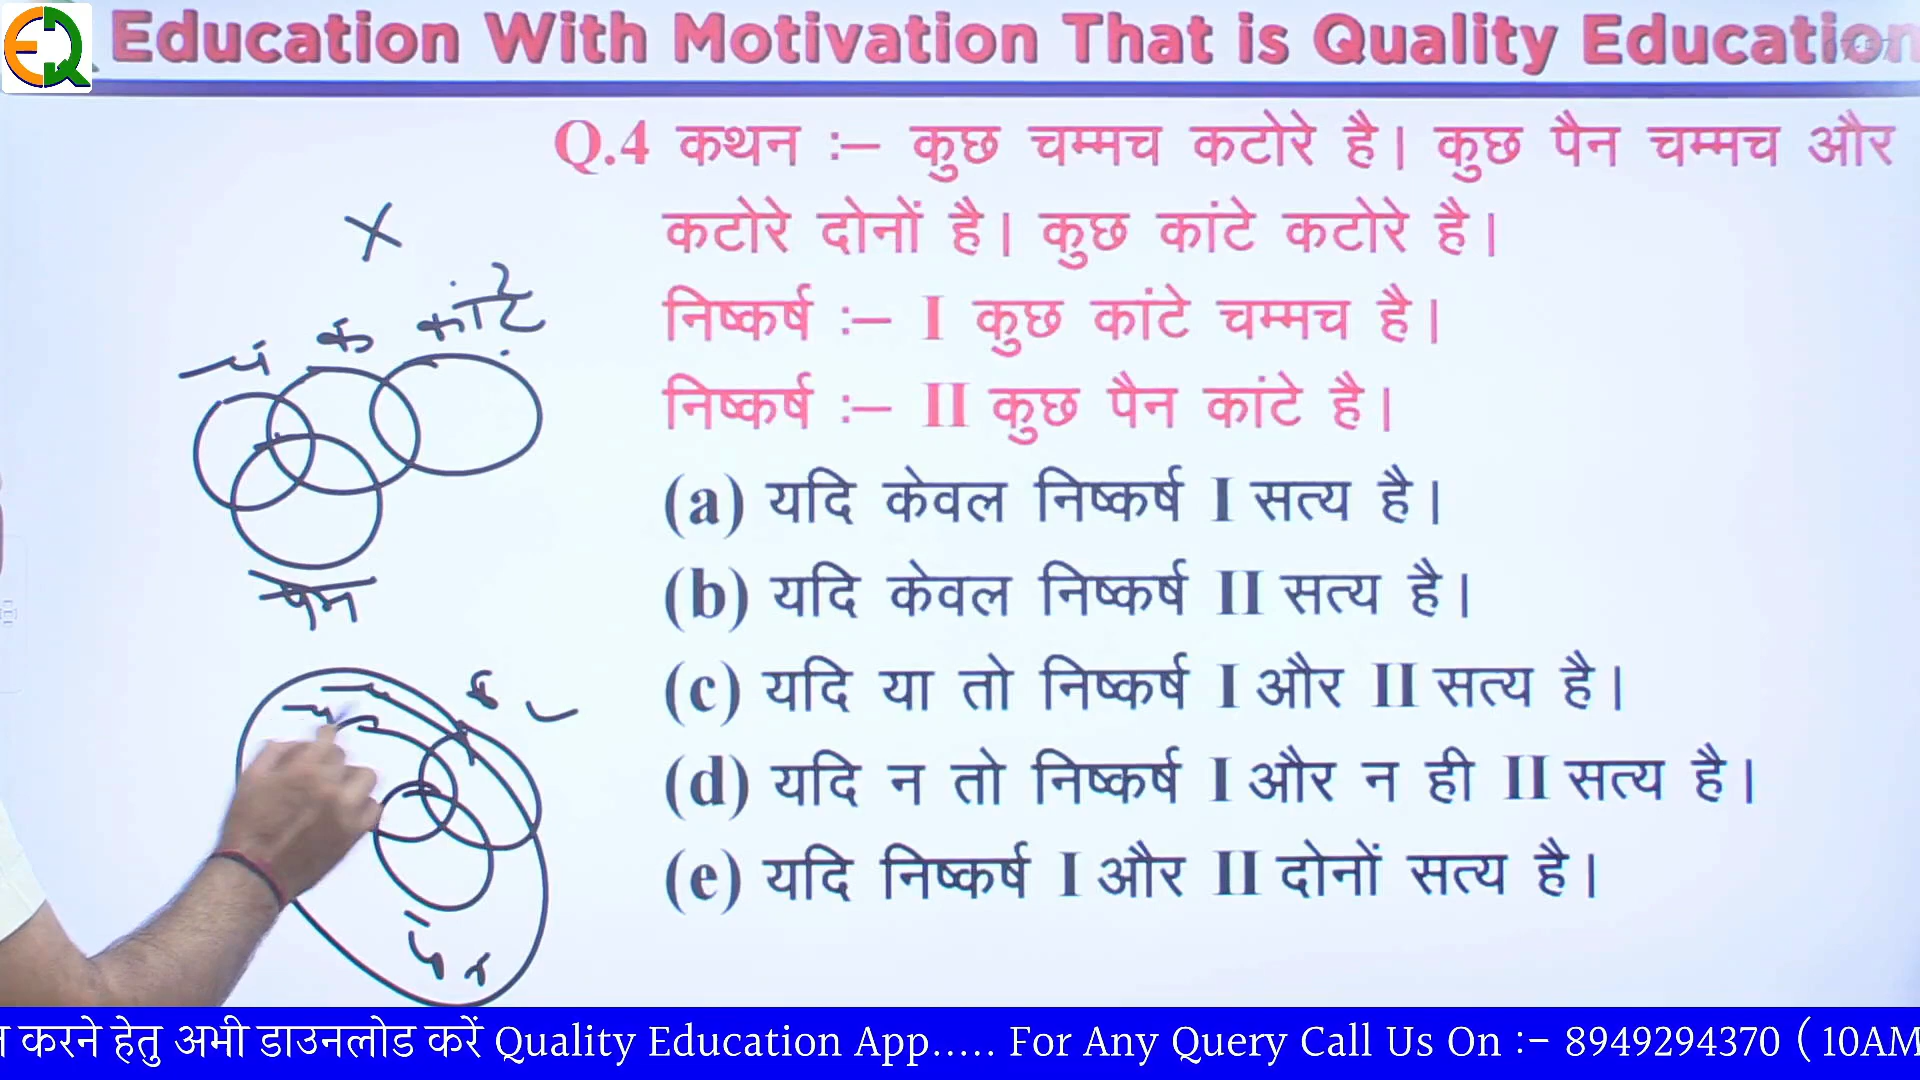 EQ
Education With Motivation That is Quality Education
Q.4 कथन :– कुछ चम्मच कटोरे है। कुछ पैन चम्मच और
कटोरे दोनों है। कुछ कांटे कटोरे है।
निष्कर्ष :– I कुछ कांटे चम्मच है।
निष्कर्ष :– II कुछ पैन कांटे है।
(a) यदि केवल निष्कर्ष I सत्य है।
(b) यदि केवल निष्कर्ष II सत्य है।
(c) यदि या तो निष्कर्ष I और II सत्य है।
(d) यदि न तो निष्कर्ष I और न ही II सत्य है।
(e) यदि निष्कर्ष I और II दोनों सत्य है।
चं क कांटे
पैन
क
पैन
करने हेतु अभी डाउनलोड करें Quality Education App..... For Any Query Call Us On :– 8949294370 ( 10AM